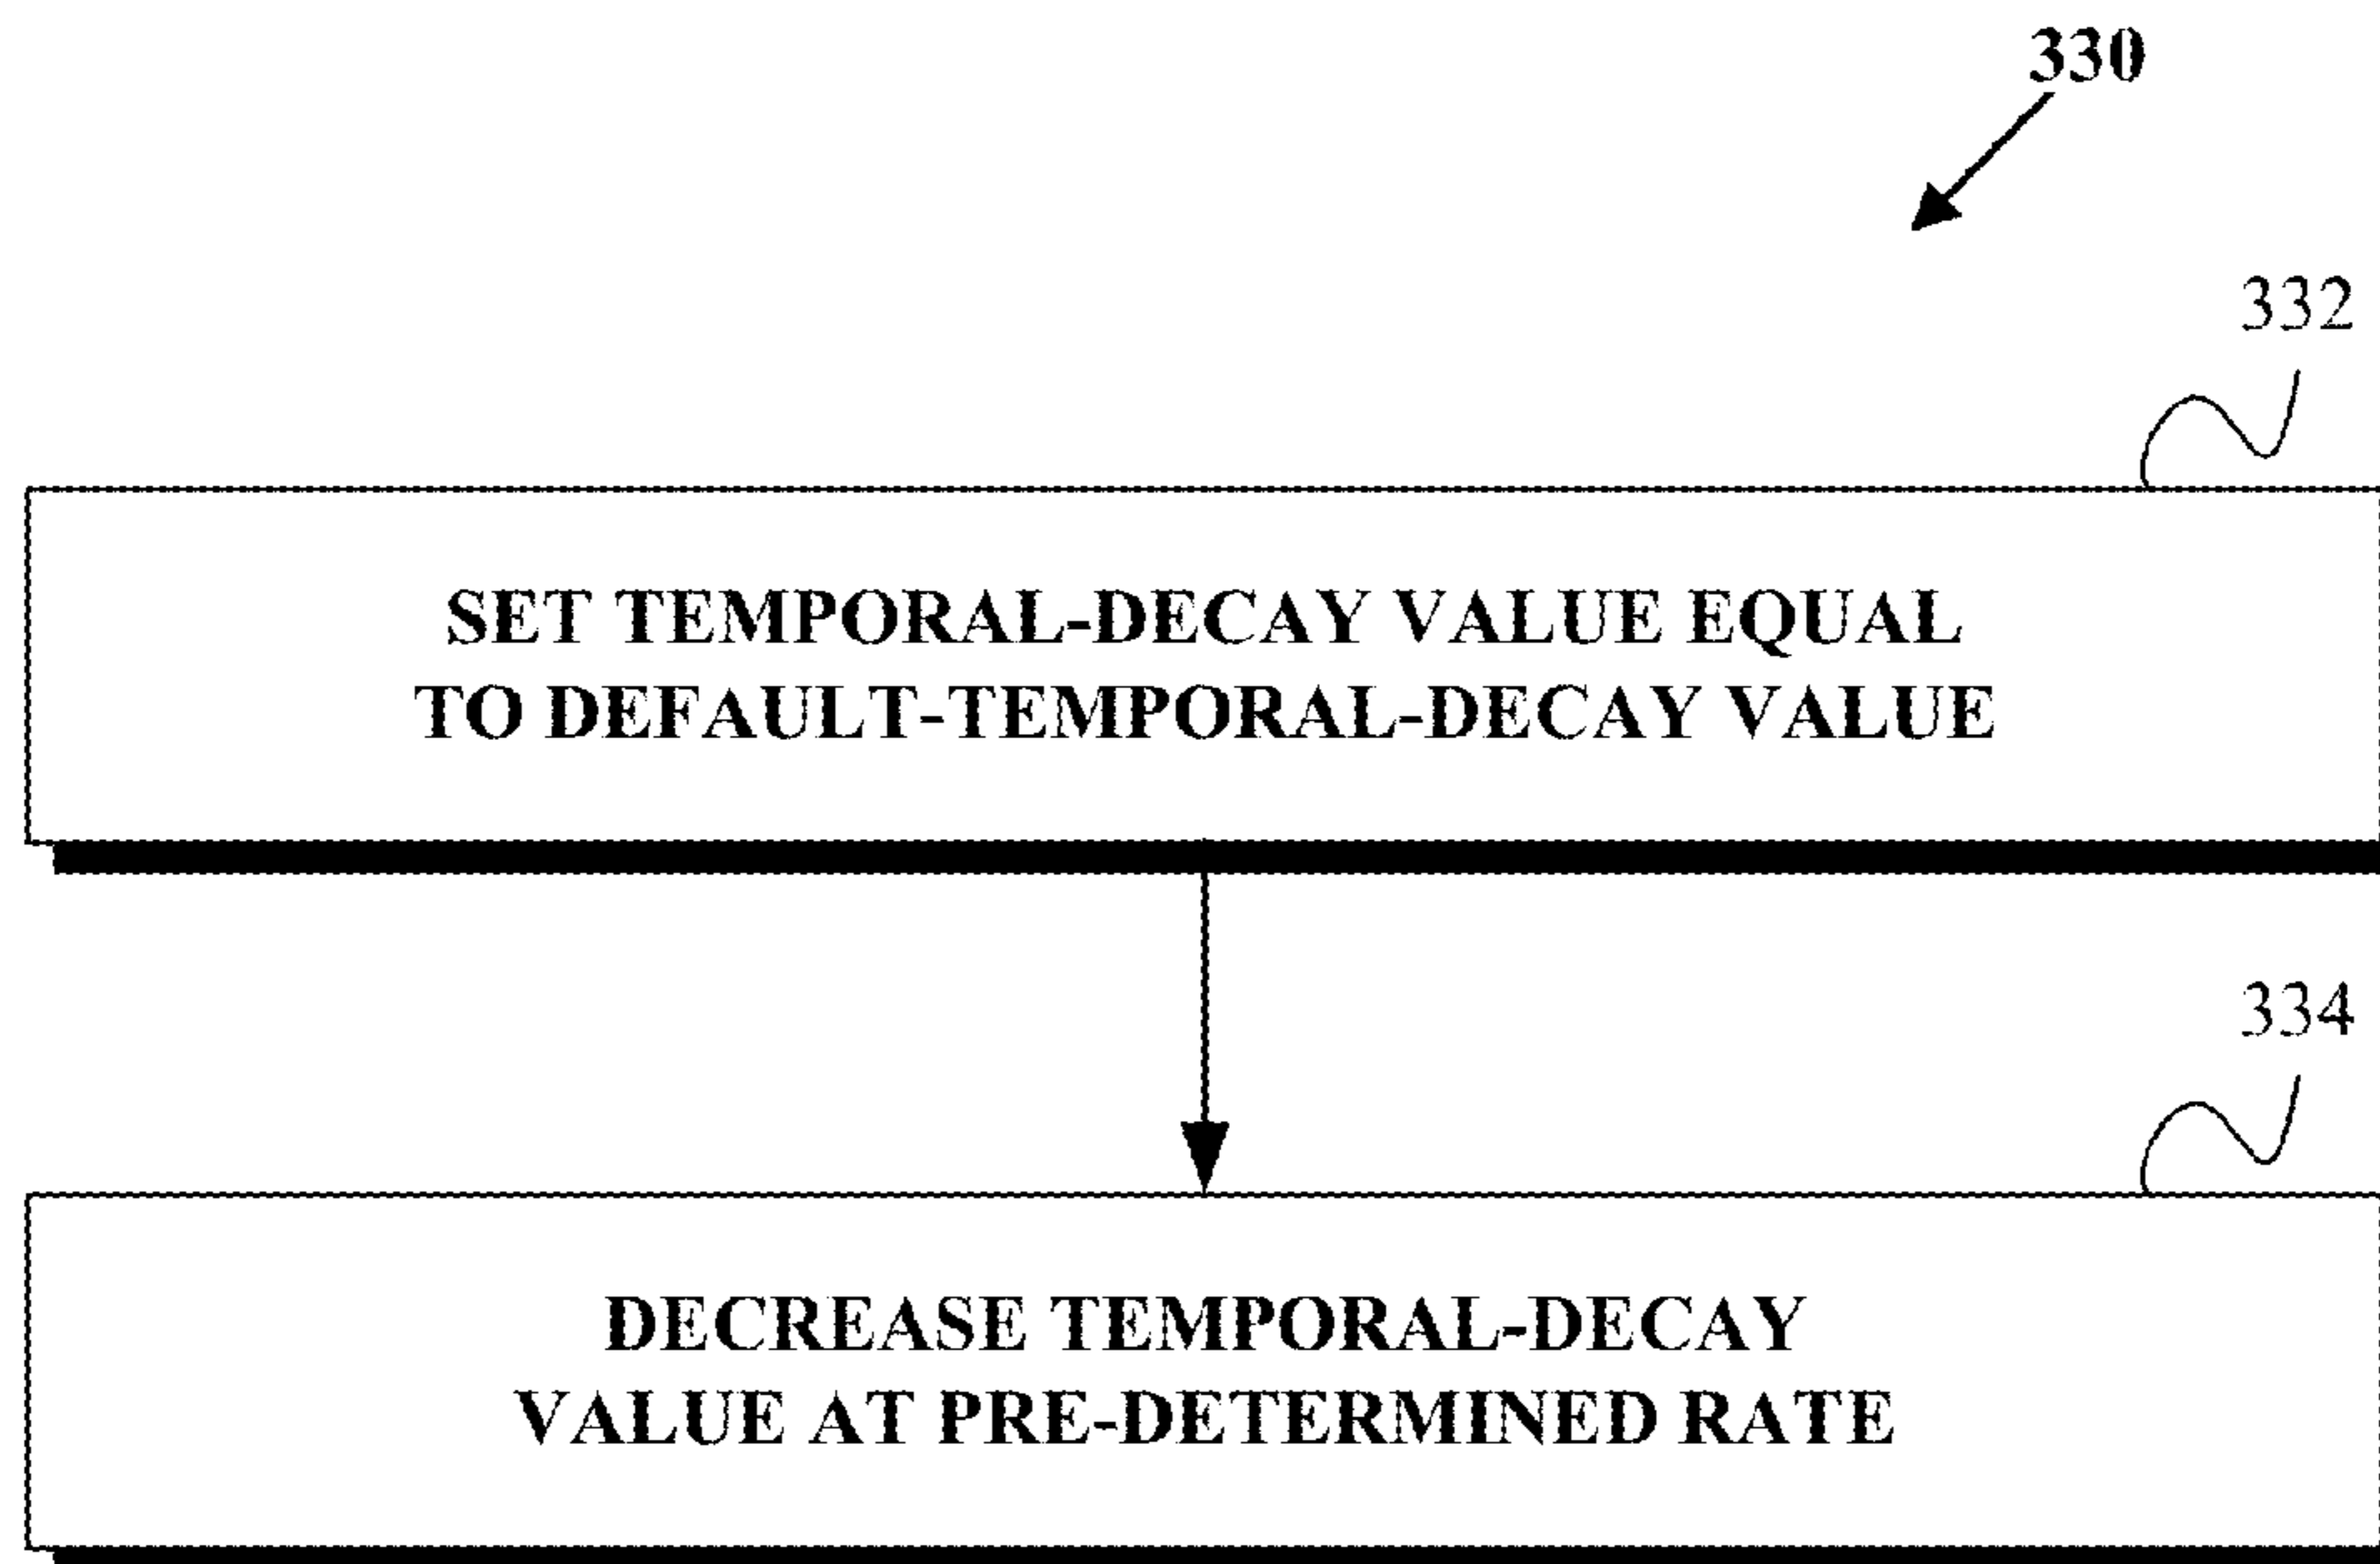 330
332
SET TEMPORAL-DECAY VALUE EQUAL
TO DEFAULT-TEMPORAL-DECAY VALUE
334
DECREASE TEMPORAL-DECAY
VALUE AT PRE-DETERMINED RATE